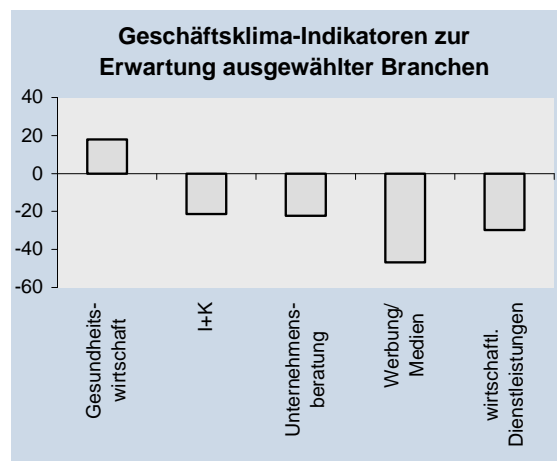 Geschäftsklima-Indikatoren zur
Erwartung ausgewählter Branchen
40
20
0
-20
-40
-60
Gesundheits-
wirtschaft
I+K
Unternehmens-
beratung
Werbung/
Medien
wirtschaftl.
Dienstleistungen